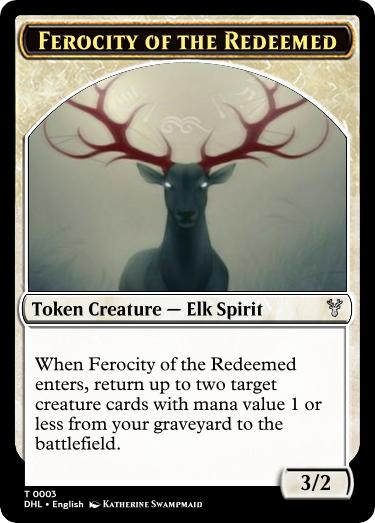 Ferocity of the Redeemed
Token Creature — Elk Spirit
When Ferocity of the Redeemed
enters, return up to two target
creature cards with mana value 1 or
less from your graveyard to the
battlefield.
3/2
T 0003
DHL • English Katherine Swampmaid